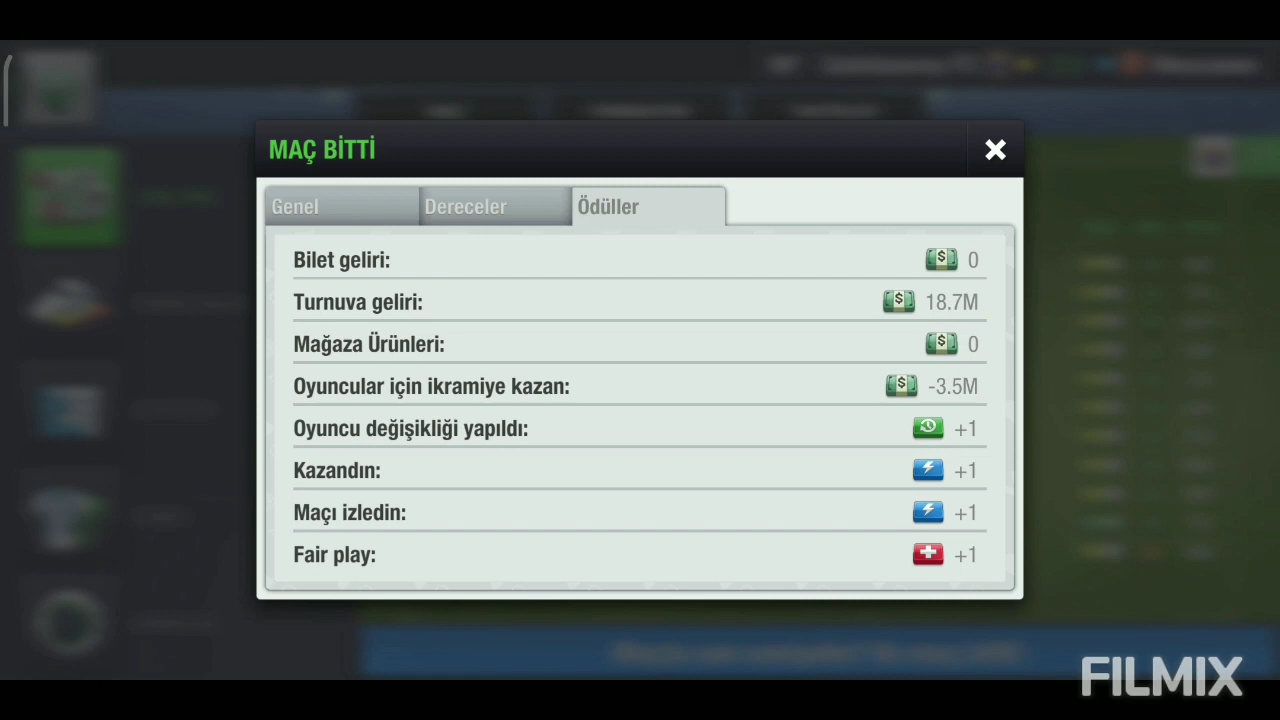 MAÇ BİTTİ
Genel Dereceler Ödüller
Bilet geliri: 0
Turnuva geliri: 18.7M
Mağaza Ürünleri: 0
Oyuncular için ikramiye kazan: -3.5M
Oyuncu değişikliği yapıldı: +1
Kazandın: +1
Maçı izledin: +1
Fair play: +1
FILMIX